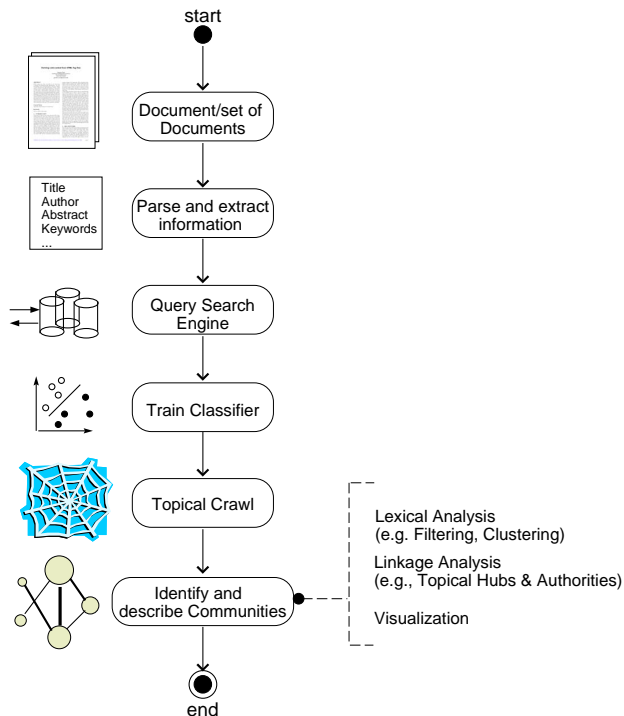 start
Document/set of
Documents
Title
Author
Abstract
Keywords
...
Parse and extract
information
Query Search
Engine
Train Classifier
Topical Crawl
Identify and
describe Communities
Lexical Analysis
(e.g. Filtering, Clustering)
Linkage Analysis
(e.g., Topical Hubs & Authorities)
Visualization
end